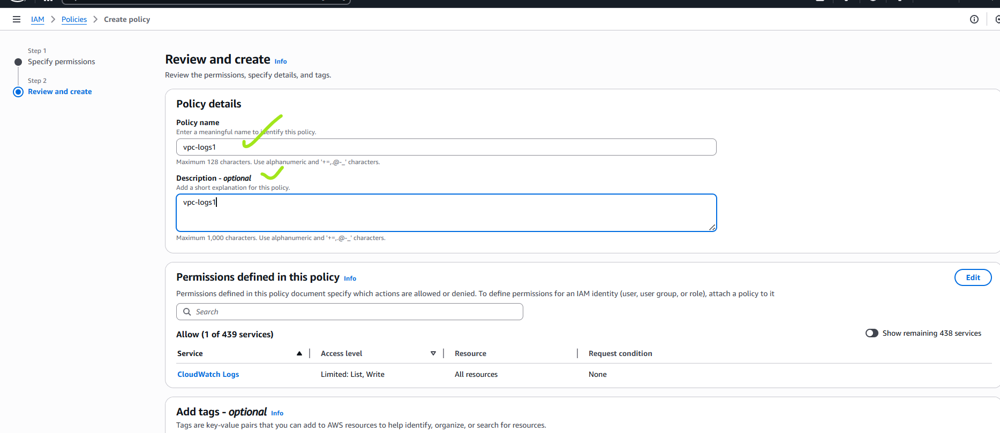 IAM > Policies > Create policy
Step 1
Specify permissions
Step 2
Review and create
Review and create Info
Review the permissions, specify details, and tags.
Policy details
Policy name
Enter a meaningful name to identify this policy.
vpc-logs1
Maximum 128 characters. Use alphanumeric and '+=,.@-_' characters.
Description - optional
Add a short explanation for this policy.
vpc-logs1
Maximum 1,000 characters. Use alphanumeric and '+=,.@-_' characters.
Permissions defined in this policy Info
Edit
Permissions defined in this policy document specify which actions are allowed or denied. To define permissions for an IAM identity (user, user group, or role), attach a policy to it
Search
Allow (1 of 439 services)
Show remaining 438 services
Service Access level Resource Request condition
CloudWatch Logs Limited: List, Write All resources None
Add tags - optional Info
Tags are key-value pairs that you can add to AWS resources to help identify, organize, or search for resources.